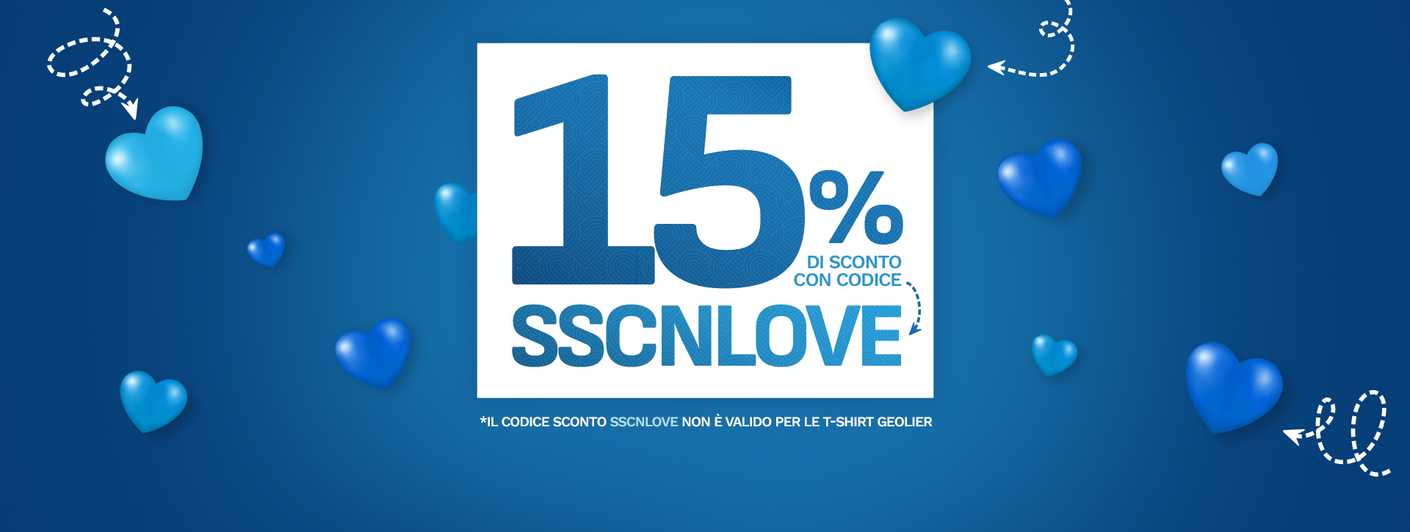 15%
DI SCONTO
CON CODICE
SSCNLOVE
*IL CODICE SCONTO SSCNLOVE NON È VALIDO PER LE T-SHIRT GEOLIER